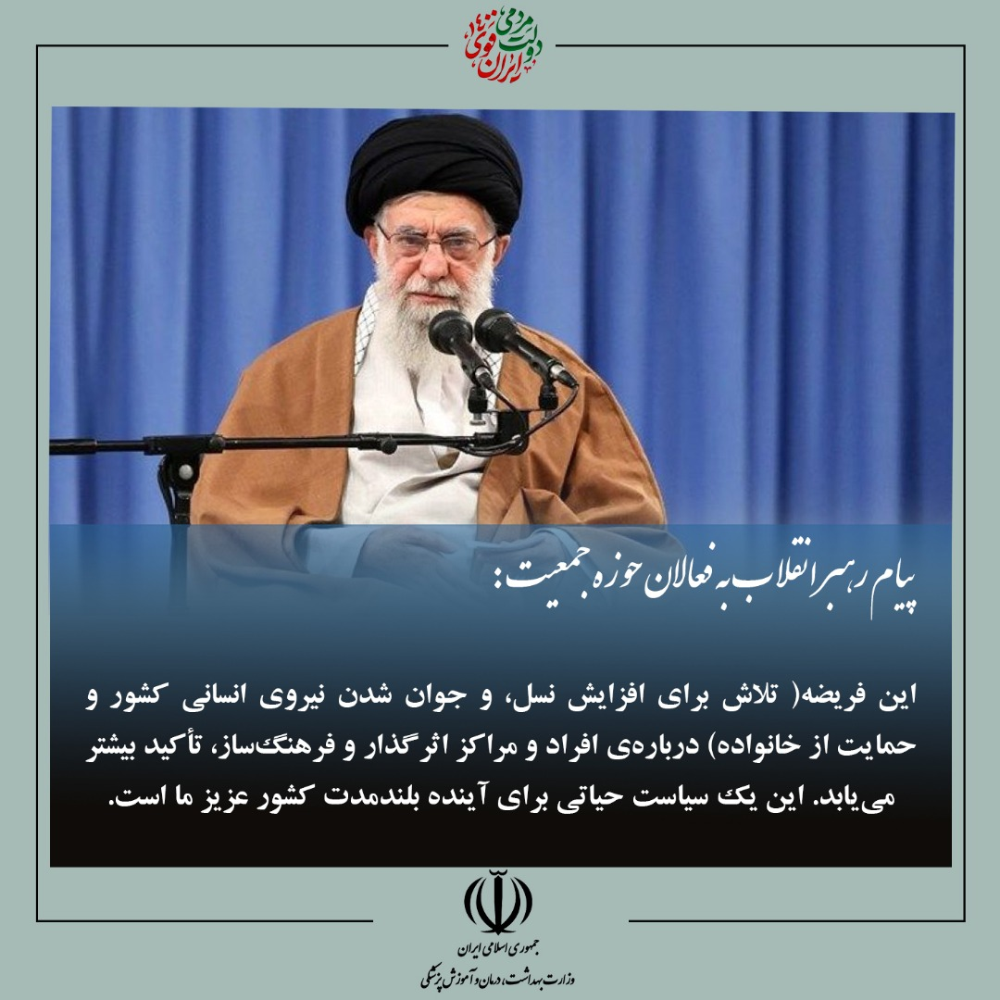 دولت مردمی
ایران قوی
پیام رهبر انقلاب به فعالان حوزه جمعیت:
این فریضه( تلاش برای افزایش نسل، و جوان شدن نیروی انسانی کشور و
حمایت از خانواده) درباره‌ی افراد و مراکز اثرگذار و فرهنگ‌ساز، تأکید بیشتر
می‌یابد. این یک سیاست حیاتی برای آینده بلندمدت کشور عزیز ما است.
جمهوری اسلامی ایران
وزارت بهداشت، درمان و آموزش پزشکی